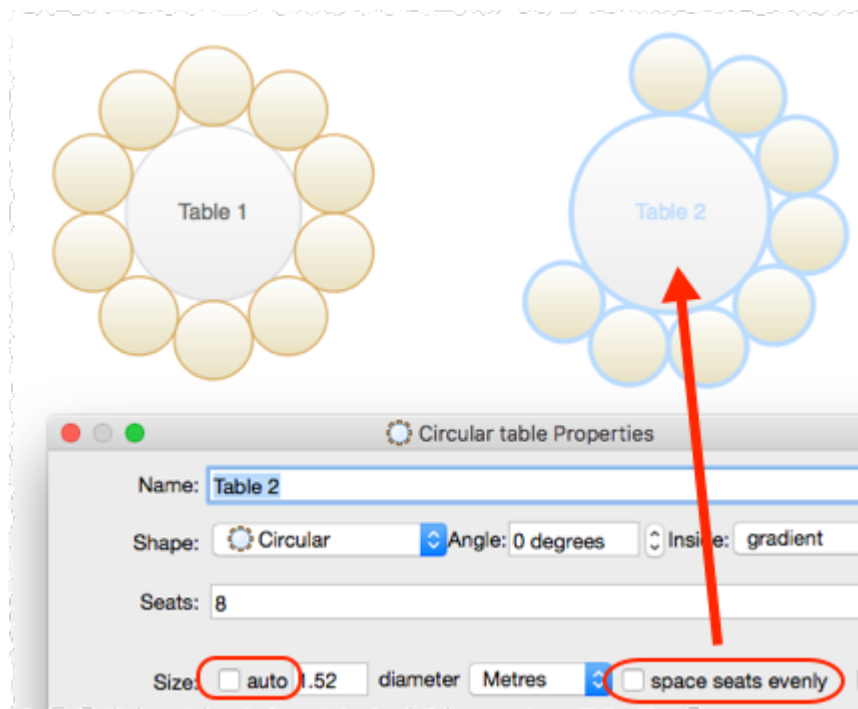 Table 1
Table 2
Circular table Properties
Name: Table 2
Shape: Circular Angle: 0 degrees Inside: gradient
Seats: 8
Size: auto 1.52 diameter Metres space seats evenly